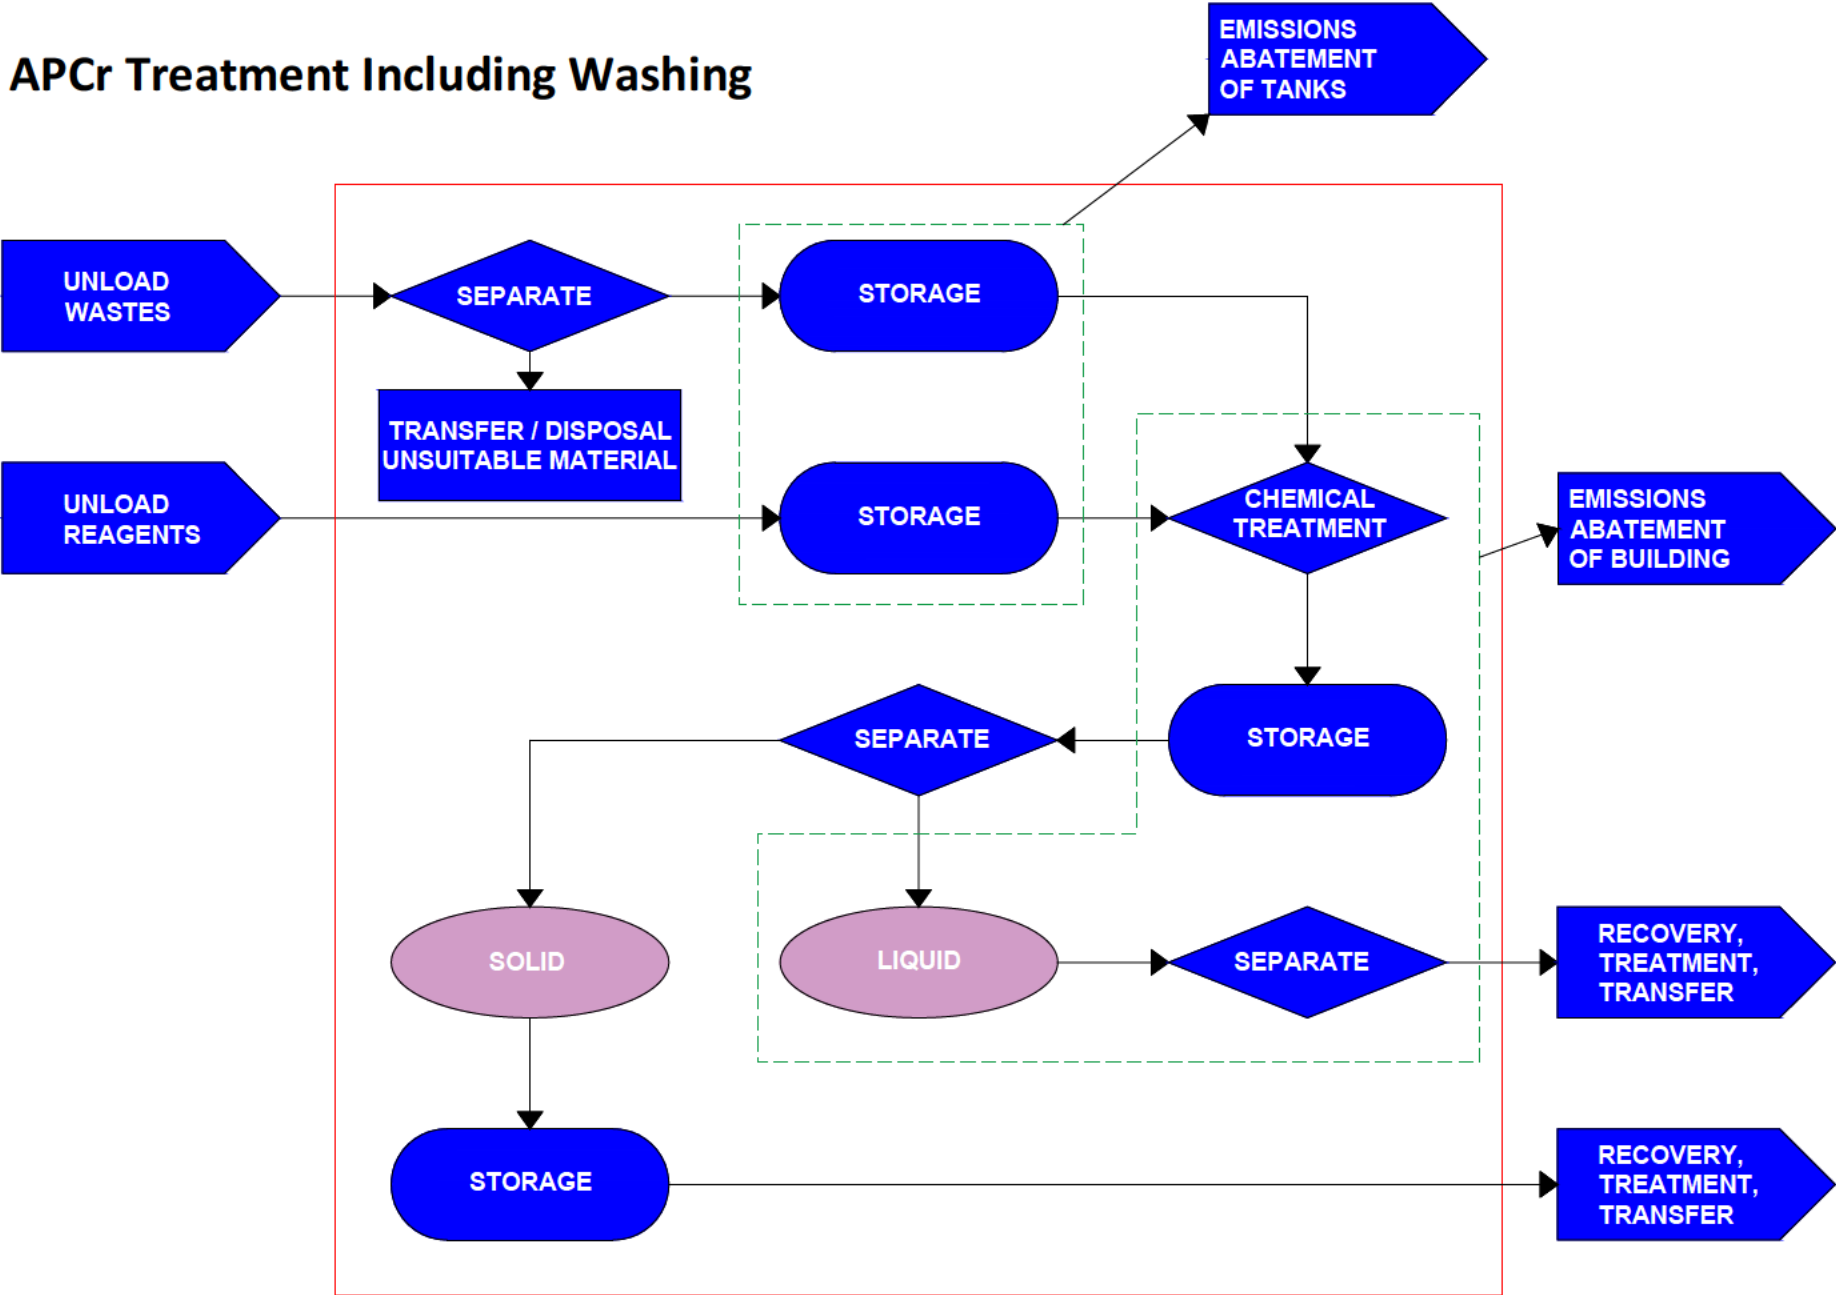 APCr Treatment Including Washing
EMISSIONS
ABATEMENT
OF TANKS
UNLOAD
WASTES
SEPARATE
STORAGE
TRANSFER / DISPOSAL
UNSUITABLE MATERIAL
UNLOAD
REAGENTS
STORAGE
CHEMICAL
TREATMENT
EMISSIONS
ABATEMENT
OF BUILDING
SEPARATE
STORAGE
SOLID
LIQUID
SEPARATE
RECOVERY,
TREATMENT,
TRANSFER
STORAGE
RECOVERY,
TREATMENT,
TRANSFER